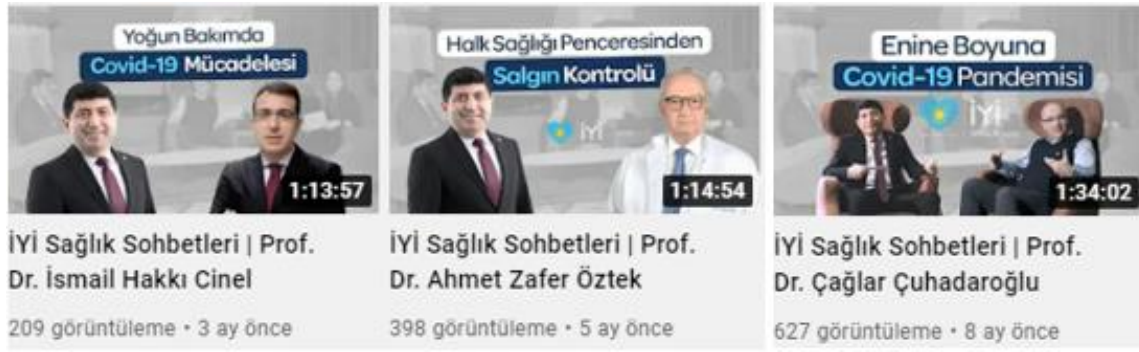 Yoğun Bakımda
Covid-19 Mücadelesi
1:13:57
İYİ Sağlık Sohbetleri | Prof.
Dr. İsmail Hakkı Cinel
209 görüntüleme • 3 ay önce
Halk Sağlığı Penceresinden
Salgın Kontrolü
iYi
1:14:54
İYİ Sağlık Sohbetleri | Prof.
Dr. Ahmet Zafer Öztek
398 görüntüleme • 5 ay önce
Enine Boyuna
Covid-19 Pandemisi
iYi
1:34:02
İYİ Sağlık Sohbetleri | Prof.
Dr. Çağlar Çuhadaroğlu
627 görüntüleme • 8 ay önce